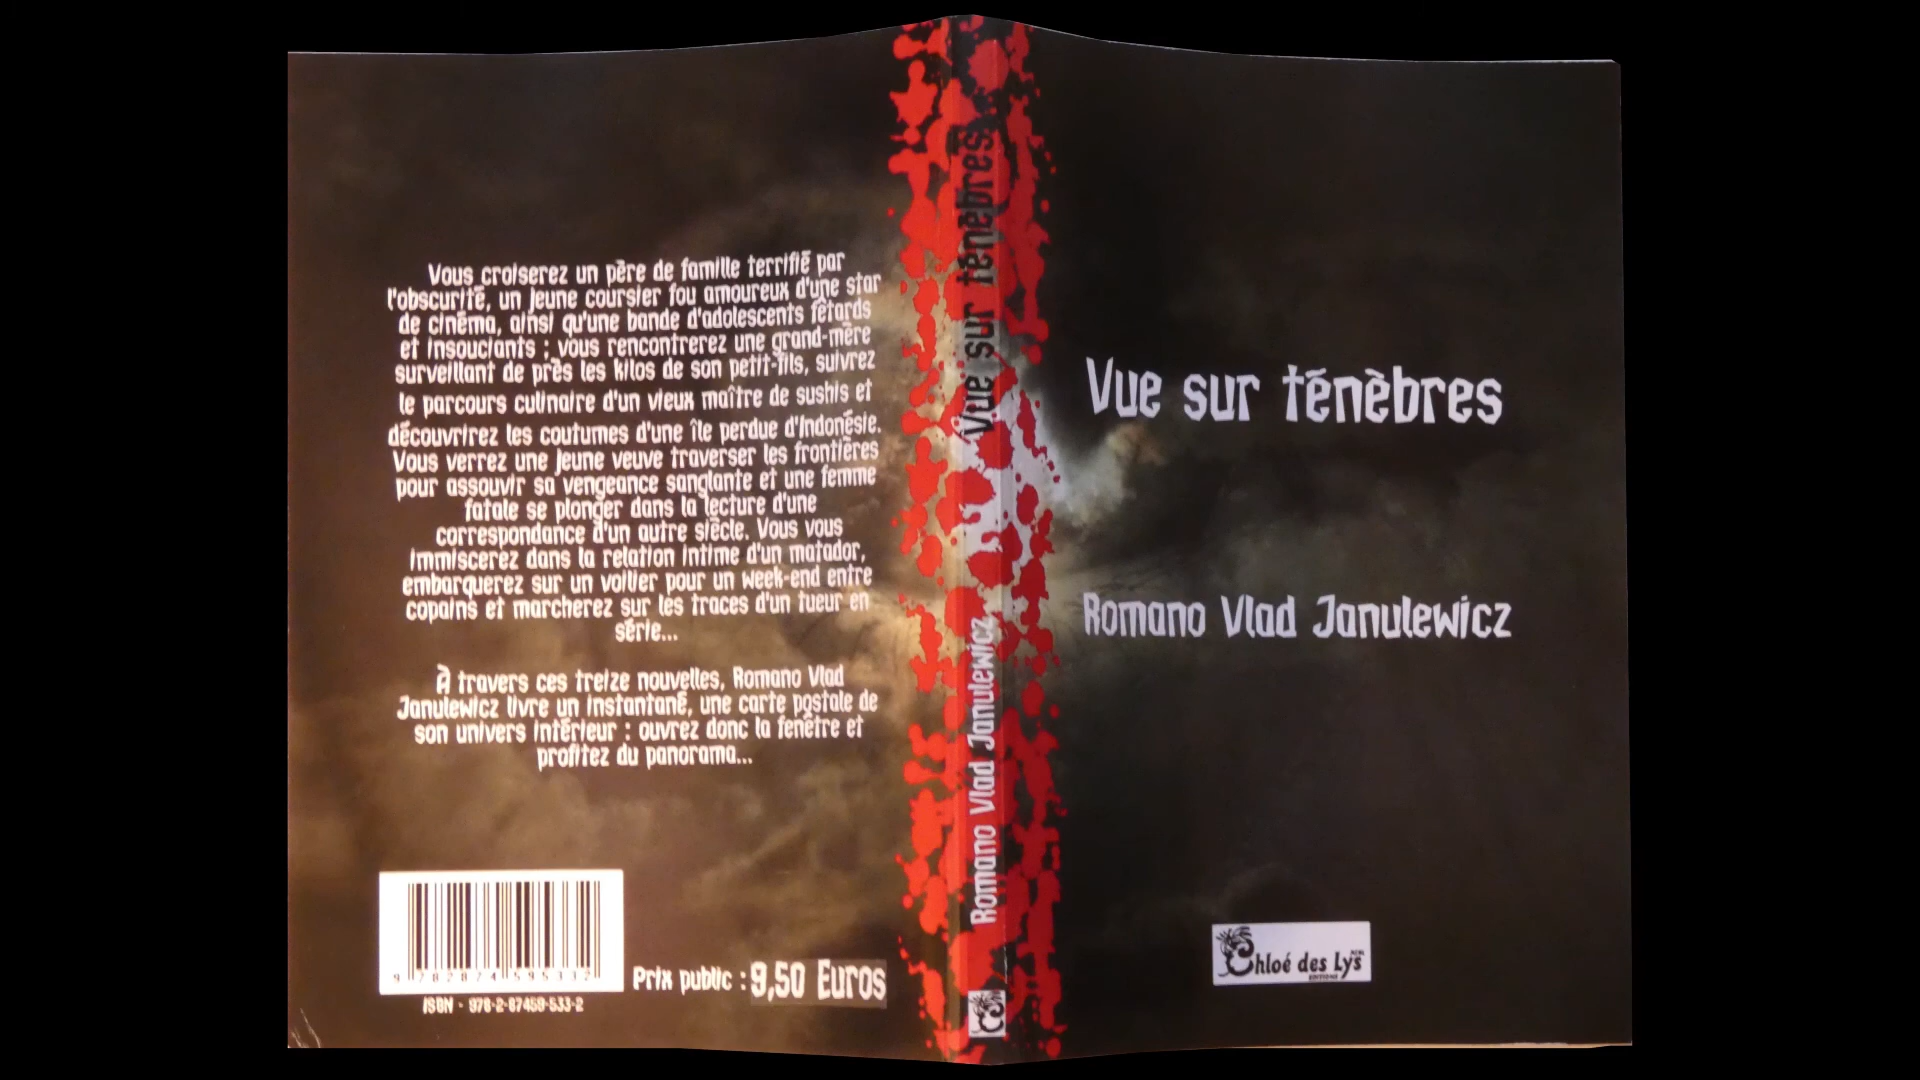 Vous croiserez un père de famille terrifié par
l'obscurité, un jeune coursier fou amoureux d'une star
de cinéma, ainsi qu'une bande d'adolescents fêtards
et insouciants ; vous rencontrerez une grand-mère
surveillant de près les kilos de son petit-fils, suivrez
le parcours culinaire d'un vieux maître de sushis et
découvrirez les coutumes d'une île perdue d'Indonésie.
Vous verrez une jeune veuve traverser les frontières
pour assouvir sa vengeance sanglante et une femme
fatale se plonger dans la lecture d'une
correspondance d'un autre siècle. Vous vous
immiscerez dans la relation intime d'un matador,
embarquerez sur un voilier pour un week-end entre
copains et marcherez sur les traces d'un tueur en
série...
À travers ces treize nouvelles, Romano Vlad
Janulewicz livre un instantané, une carte postale de
son univers intérieur : ouvrez donc la fenêtre et
profitez du panorama...
9 782874 595332
ISBN - 978-2-87459-533-2
Prix public : 9,50 Euros
Vue sur ténèbres
Romano Vlad Janulewicz
Vue sur ténèbres
Romano Vlad Janulewicz
Chloé des Lys
EDITIONS